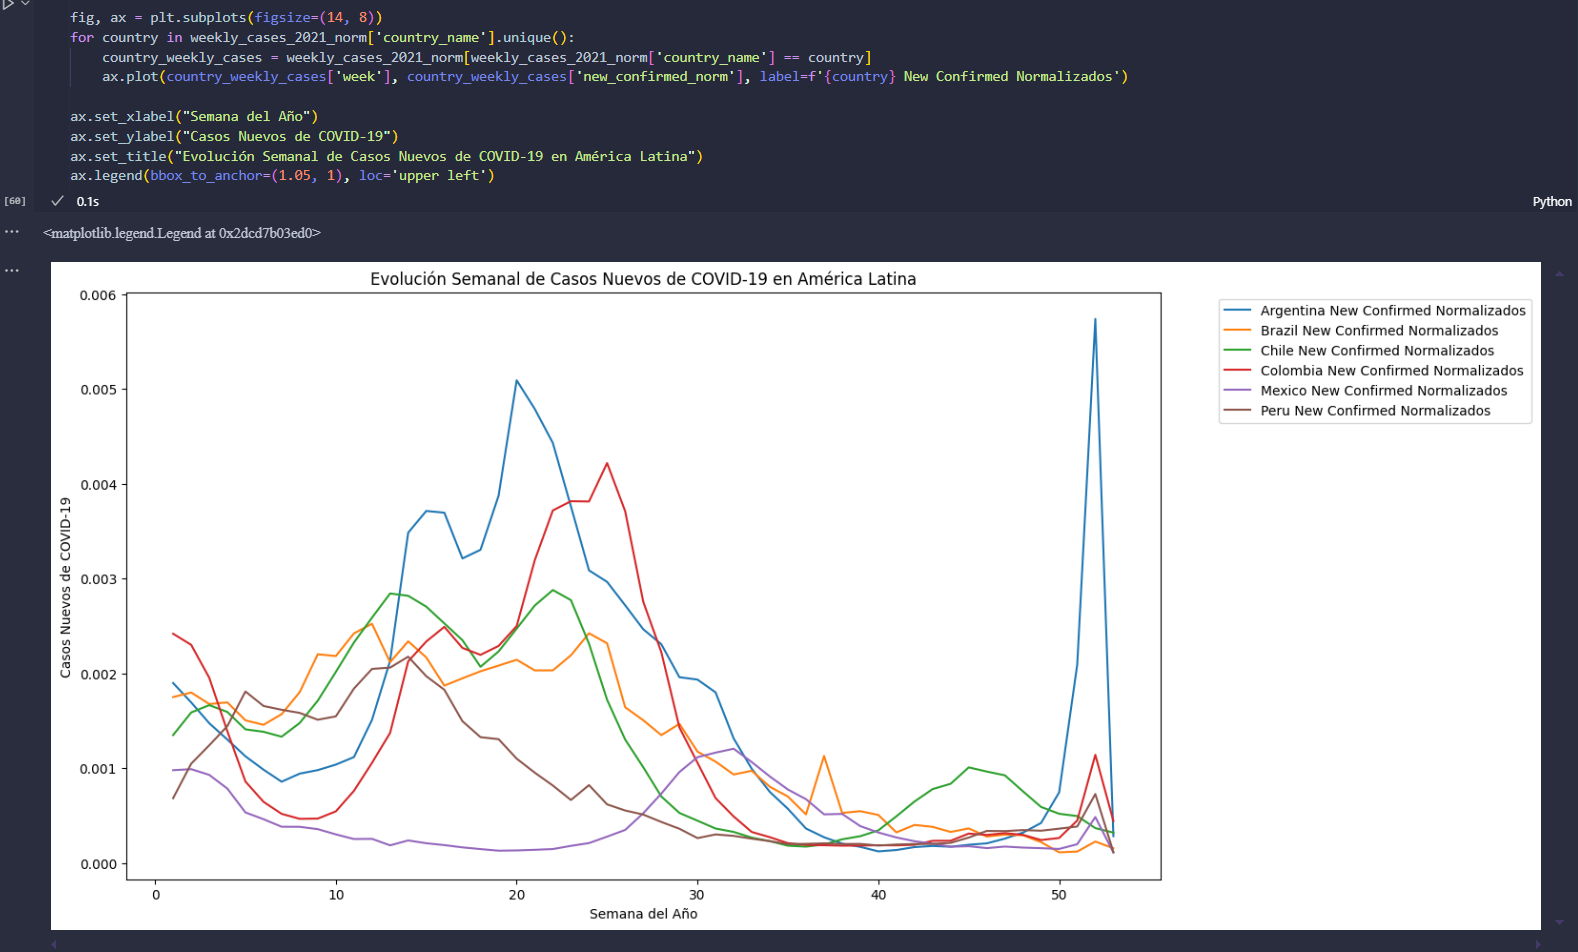 fig, ax = plt.subplots(figsize=(14, 8))
for country in weekly_cases_2021_norm['country_name'].unique():
    country_weekly_cases = weekly_cases_2021_norm[weekly_cases_2021_norm['country_name'] == country]
    ax.plot(country_weekly_cases['week'], country_weekly_cases['new_confirmed_norm'], label=f'{country} New Confirmed Normalizados')
ax.set_xlabel("Semana del Año")
ax.set_ylabel("Casos Nuevos de COVID-19")
ax.set_title("Evolución Semanal de Casos Nuevos de COVID-19 en América Latina")
ax.legend(bbox_to_anchor=(1.05, 1), loc='upper left')
[60]
0.1s
Python
...
<matplotlib.legend.Legend at 0x2dcd7b03ed0>
...
Evolución Semanal de Casos Nuevos de COVID-19 en América Latina
Casos Nuevos de COVID-19
0.006
0.005
0.004
0.003
0.002
0.001
0.000
0
10
20
30
40
50
Semana del Año
Argentina New Confirmed Normalizados
Brazil New Confirmed Normalizados
Chile New Confirmed Normalizados
Colombia New Confirmed Normalizados
Mexico New Confirmed Normalizados
Peru New Confirmed Normalizados